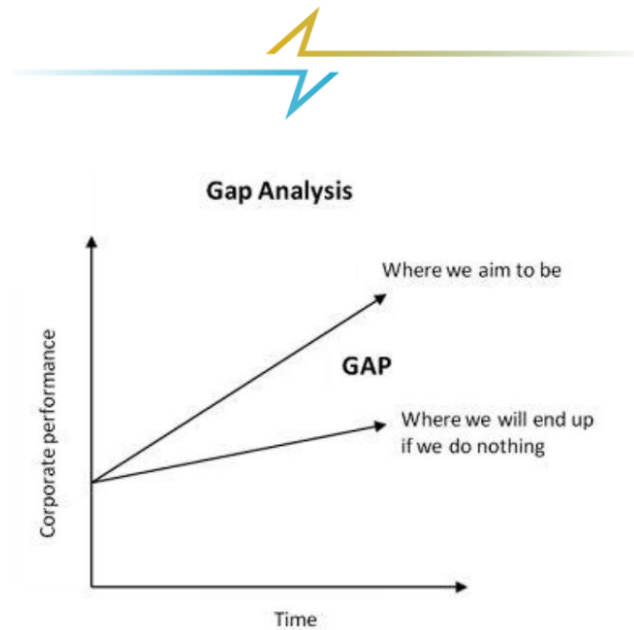 Gap Analysis
Where we aim to be
GAP
Where we will end up
if we do nothing
Corporate performance
Time